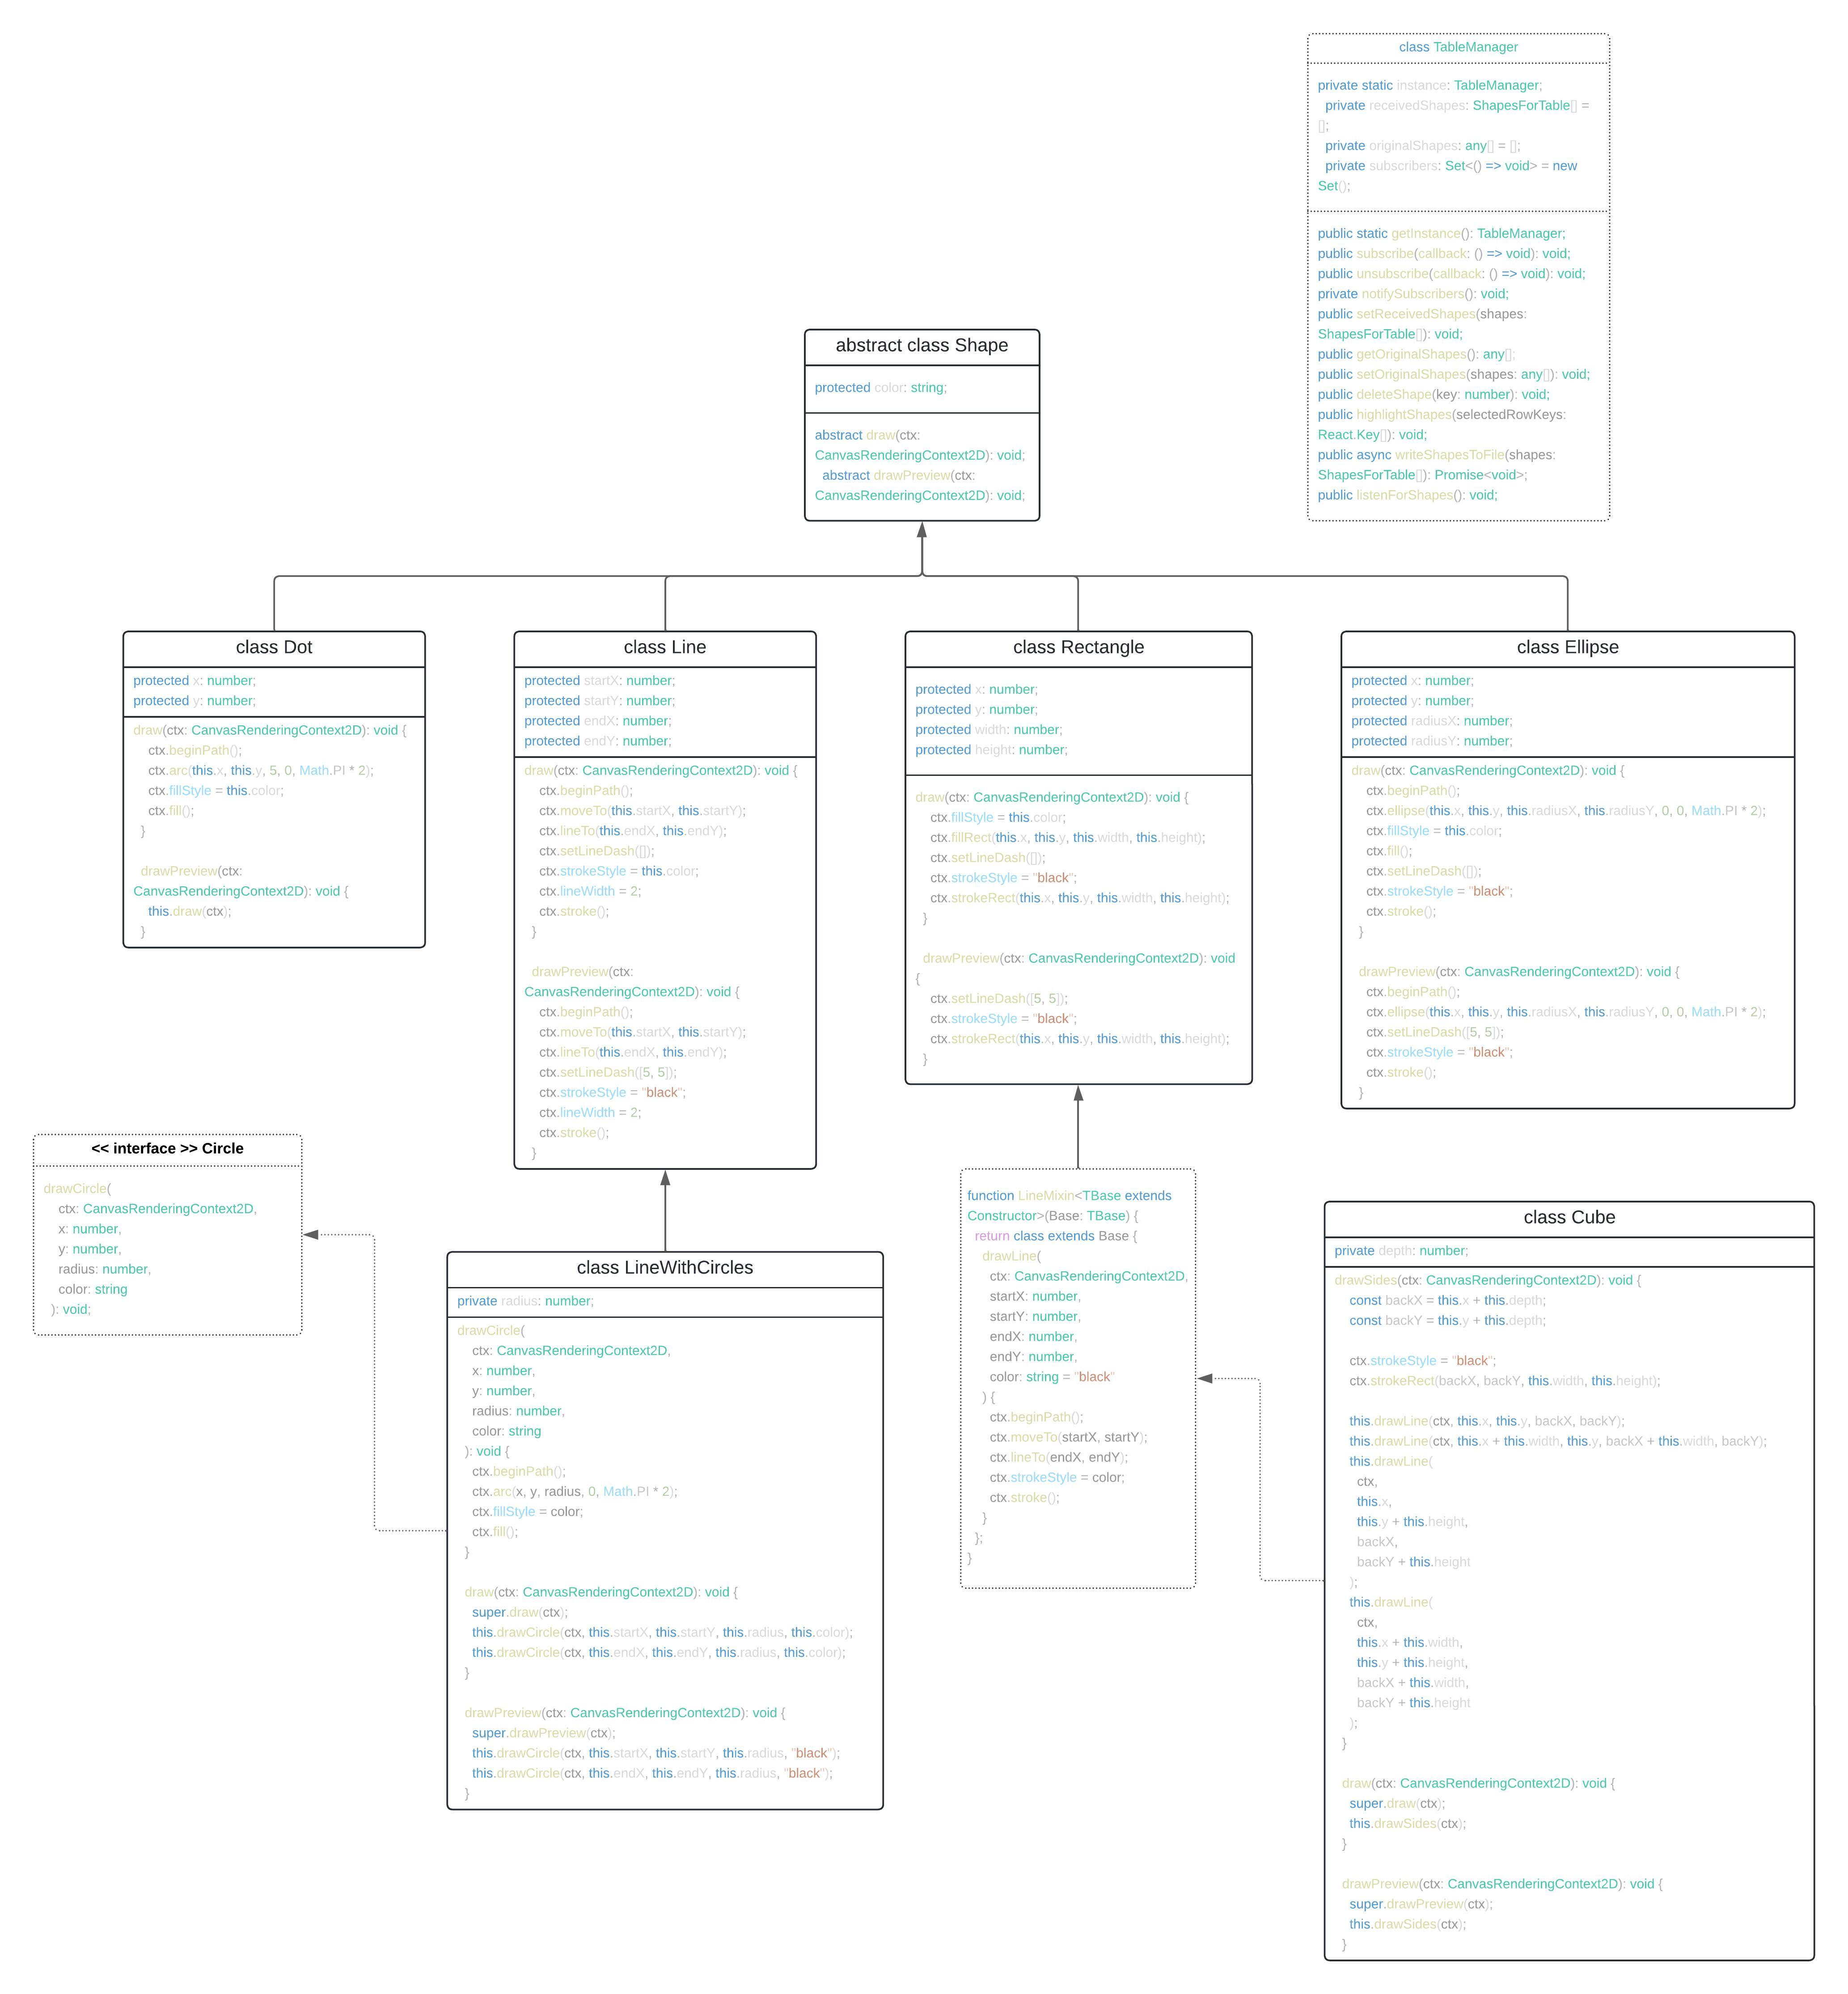 class TableManager
private static instance: TableManager;
private receivedShapes: ShapesForTable[] =
[];
private originalShapes: any[] = [];
private subscribers: Set<() => void> = new
Set();
public static getInstance(): TableManager;
public subscribe(callback: () => void): void;
public unsubscribe(callback: () => void): void;
private notifySubscribers(): void;
public setReceivedShapes(shapes:
ShapesForTable[]): void;
public getOriginalShapes(): any[];
public setOriginalShapes(shapes: any[]): void;
public deleteShape(key: number): void;
public highlightShapes(selectedRowKeys:
React.Key[]): void;
public async writeShapesToFile(shapes:
ShapesForTable[]): Promise<void>;
public listenForShapes(): void;
abstract class Shape
protected color: string;
abstract draw(ctx:
CanvasRenderingContext2D): void;
abstract drawPreview(ctx:
CanvasRenderingContext2D): void;
class Dot
protected x: number;
protected y: number;
draw(ctx: CanvasRenderingContext2D): void {
ctx.beginPath();
ctx.arc(this.x, this.y, 5, 0, Math.PI * 2);
ctx.fillStyle = this.color;
ctx.fill();
}
drawPreview(ctx:
CanvasRenderingContext2D): void {
this.draw(ctx);
}
class Line
protected startX: number;
protected startY: number;
protected endX: number;
protected endY: number;
draw(ctx: CanvasRenderingContext2D): void {
ctx.beginPath();
ctx.moveTo(this.startX, this.startY);
ctx.lineTo(this.endX, this.endY);
ctx.setLineDash([]);
ctx.strokeStyle = this.color;
ctx.lineWidth = 2;
ctx.stroke();
}
drawPreview(ctx:
CanvasRenderingContext2D): void {
ctx.beginPath();
ctx.moveTo(this.startX, this.startY);
ctx.lineTo(this.endX, this.endY);
ctx.setLineDash([5, 5]);
ctx.strokeStyle = "black";
ctx.lineWidth = 2;
ctx.stroke();
}
class Rectangle
protected x: number;
protected y: number;
protected width: number;
protected height: number;
draw(ctx: CanvasRenderingContext2D): void {
ctx.fillStyle = this.color;
ctx.fillRect(this.x, this.y, this.width, this.height);
ctx.setLineDash([]);
ctx.strokeStyle = "black";
ctx.strokeRect(this.x, this.y, this.width, this.height);
}
drawPreview(ctx: CanvasRenderingContext2D): void
{
ctx.setLineDash([5, 5]);
ctx.strokeStyle = "black";
ctx.strokeRect(this.x, this.y, this.width, this.height);
}
class Ellipse
protected x: number;
protected y: number;
protected radiusX: number;
protected radiusY: number;
draw(ctx: CanvasRenderingContext2D): void {
ctx.beginPath();
ctx.ellipse(this.x, this.y, this.radiusX, this.radiusY, 0, 0, Math.PI * 2);
ctx.fillStyle = this.color;
ctx.fill();
ctx.setLineDash([]);
ctx.strokeStyle = "black";
ctx.stroke();
}
drawPreview(ctx: CanvasRenderingContext2D): void {
ctx.beginPath();
ctx.ellipse(this.x, this.y, this.radiusX, this.radiusY, 0, 0, Math.PI * 2);
ctx.setLineDash([5, 5]);
ctx.strokeStyle = "black";
ctx.stroke();
}
<< interface >> Circle
drawCircle(
ctx: CanvasRenderingContext2D,
x: number,
y: number,
radius: number,
color: string
): void;
class LineWithCircles
private radius: number;
drawCircle(
ctx: CanvasRenderingContext2D,
x: number,
y: number,
radius: number,
color: string
): void {
ctx.beginPath();
ctx.arc(x, y, radius, 0, Math.PI * 2);
ctx.fillStyle = color;
ctx.fill();
}
draw(ctx: CanvasRenderingContext2D): void {
super.draw(ctx);
this.drawCircle(ctx, this.startX, this.startY, this.radius, this.color);
this.drawCircle(ctx, this.endX, this.endY, this.radius, this.color);
}
drawPreview(ctx: CanvasRenderingContext2D): void {
super.drawPreview(ctx);
this.drawCircle(ctx, this.startX, this.startY, this.radius, "black");
this.drawCircle(ctx, this.endX, this.endY, this.radius, "black");
}
function LineMixin<TBase extends
Constructor>(Base: TBase) {
return class extends Base {
drawLine(
ctx: CanvasRenderingContext2D,
startX: number,
startY: number,
endX: number,
endY: number,
color: string = "black"
) {
ctx.beginPath();
ctx.moveTo(startX, startY);
ctx.lineTo(endX, endY);
ctx.strokeStyle = color;
ctx.stroke();
}
};
}
class Cube
private depth: number;
drawSides(ctx: CanvasRenderingContext2D): void {
const backX = this.x + this.depth;
const backY = this.y + this.depth;
ctx.strokeStyle = "black";
ctx.strokeRect(backX, backY, this.width, this.height);
this.drawLine(ctx, this.x, this.y, backX, backY);
this.drawLine(ctx, this.x + this.width, this.y, backX + this.width, backY);
this.drawLine(
ctx,
this.x,
this.y + this.height,
backX,
backY + this.height
);
this.drawLine(
ctx,
this.x + this.width,
this.y + this.height,
backX + this.width,
backY + this.height
);
}
draw(ctx: CanvasRenderingContext2D): void {
super.draw(ctx);
this.drawSides(ctx);
}
drawPreview(ctx: CanvasRenderingContext2D): void {
super.drawPreview(ctx);
this.drawSides(ctx);
}